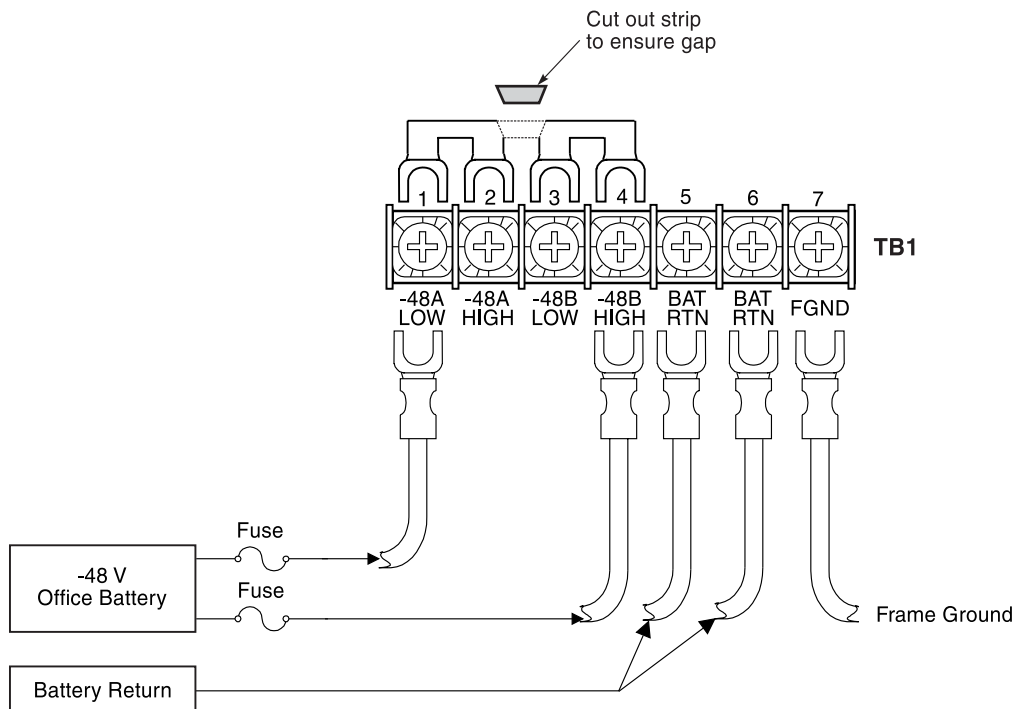 Cut out strip
to ensure gap
1 2 3 4 5 6 7
TB1
-48A
LOW
-48A
HIGH
-48B
LOW
-48B
HIGH
BAT
RTN
BAT
RTN
FGND
Fuse
-48 V
Office Battery
Fuse
Frame Ground
Battery Return